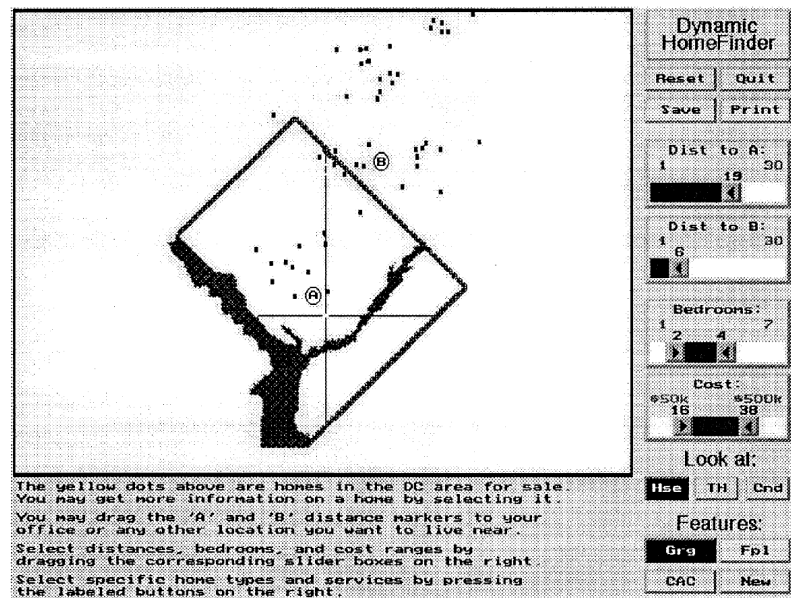 Dynamic
HomeFinder
Reset Quit
Save Print
Dist to A:
1 30
19
Dist to B:
1 30
6
Bedrooms:
1 7
2 4
Cost:
$50k $500k
16 38
Look at:
Hse TH Cnd
Features:
Grg Fpl
CAC New
B
A
The yellow dots above are homes in the DC area for sale.
You may get more information on a home by selecting it.
You may drag the 'A' and 'B' distance markers to your
office or any other location you want to live near.
Select distances, bedrooms, and cost ranges by
dragging the corresponding slider boxes on the right.
Select specific home types and services by pressing
the labeled buttons on the right.